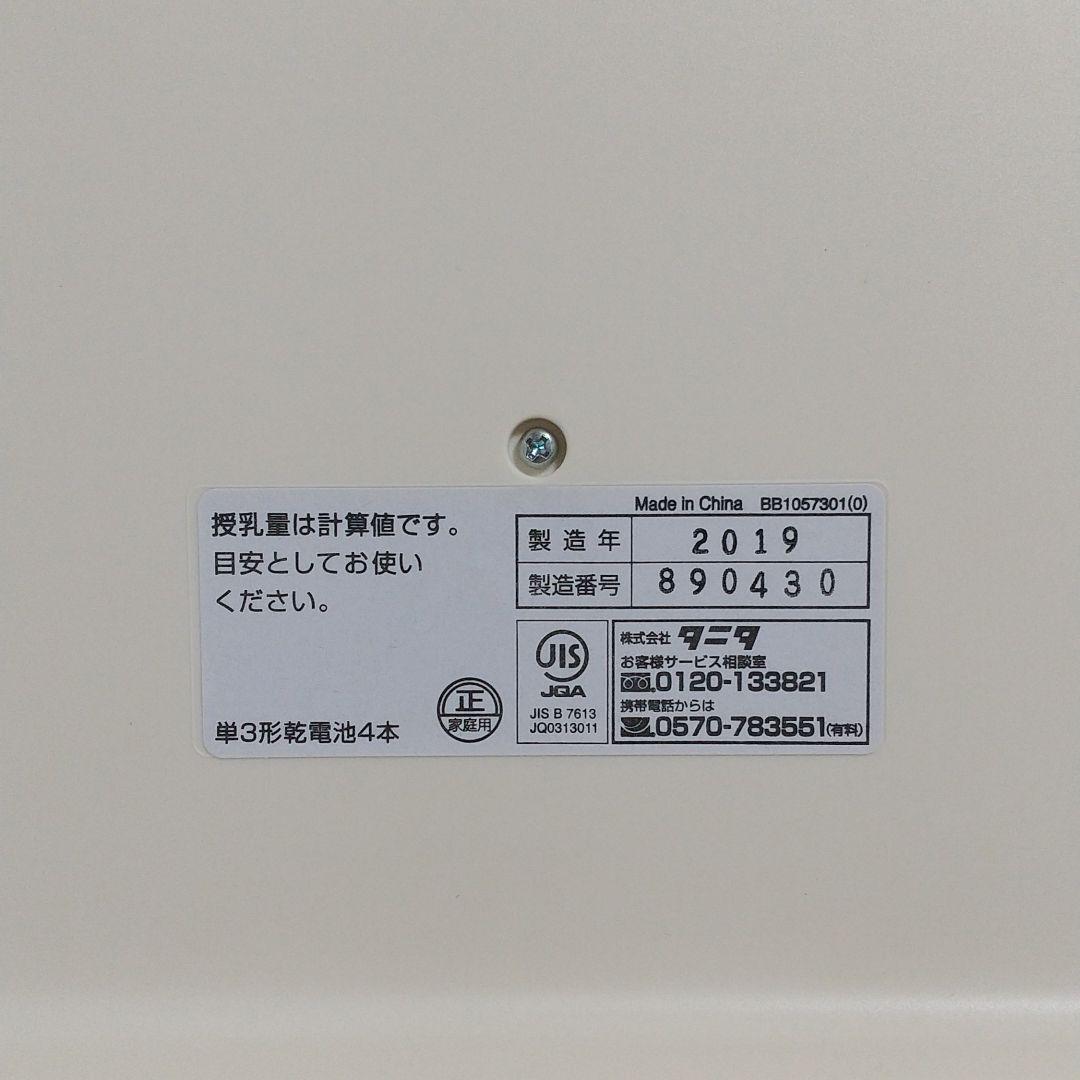 Made in China BB1057301(0)
授乳量は計算値です。
目安としてお使い
ください。
単3形乾電池4本
正
家庭用
製造年 2019
製造番号 890430
JIS
JQA
JIS B 7613
JQ0313011
株式会社 タニタ
お客様サービス相談室
0120-133821
携帯電話からは
0570-783551(有料)